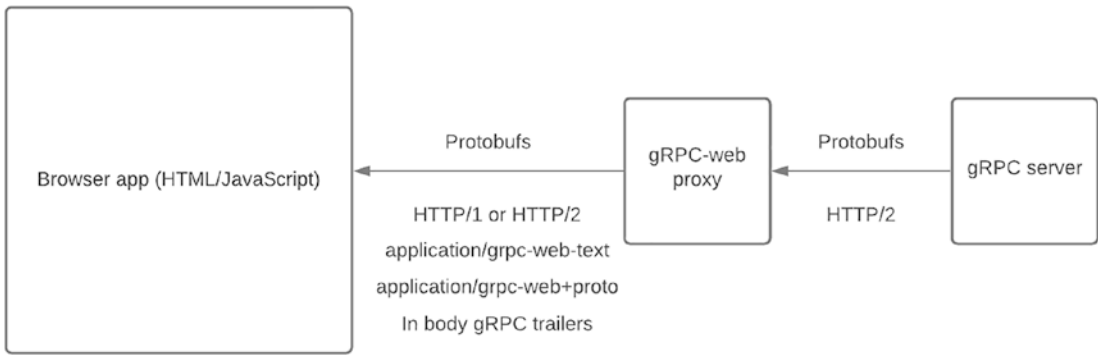 Browser app (HTML/JavaScript)
Protobufs
HTTP/1 or HTTP/2
application/grpc-web-text
application/grpc-web+proto
In body gRPC trailers
gRPC-web
proxy
Protobufs
HTTP/2
gRPC server